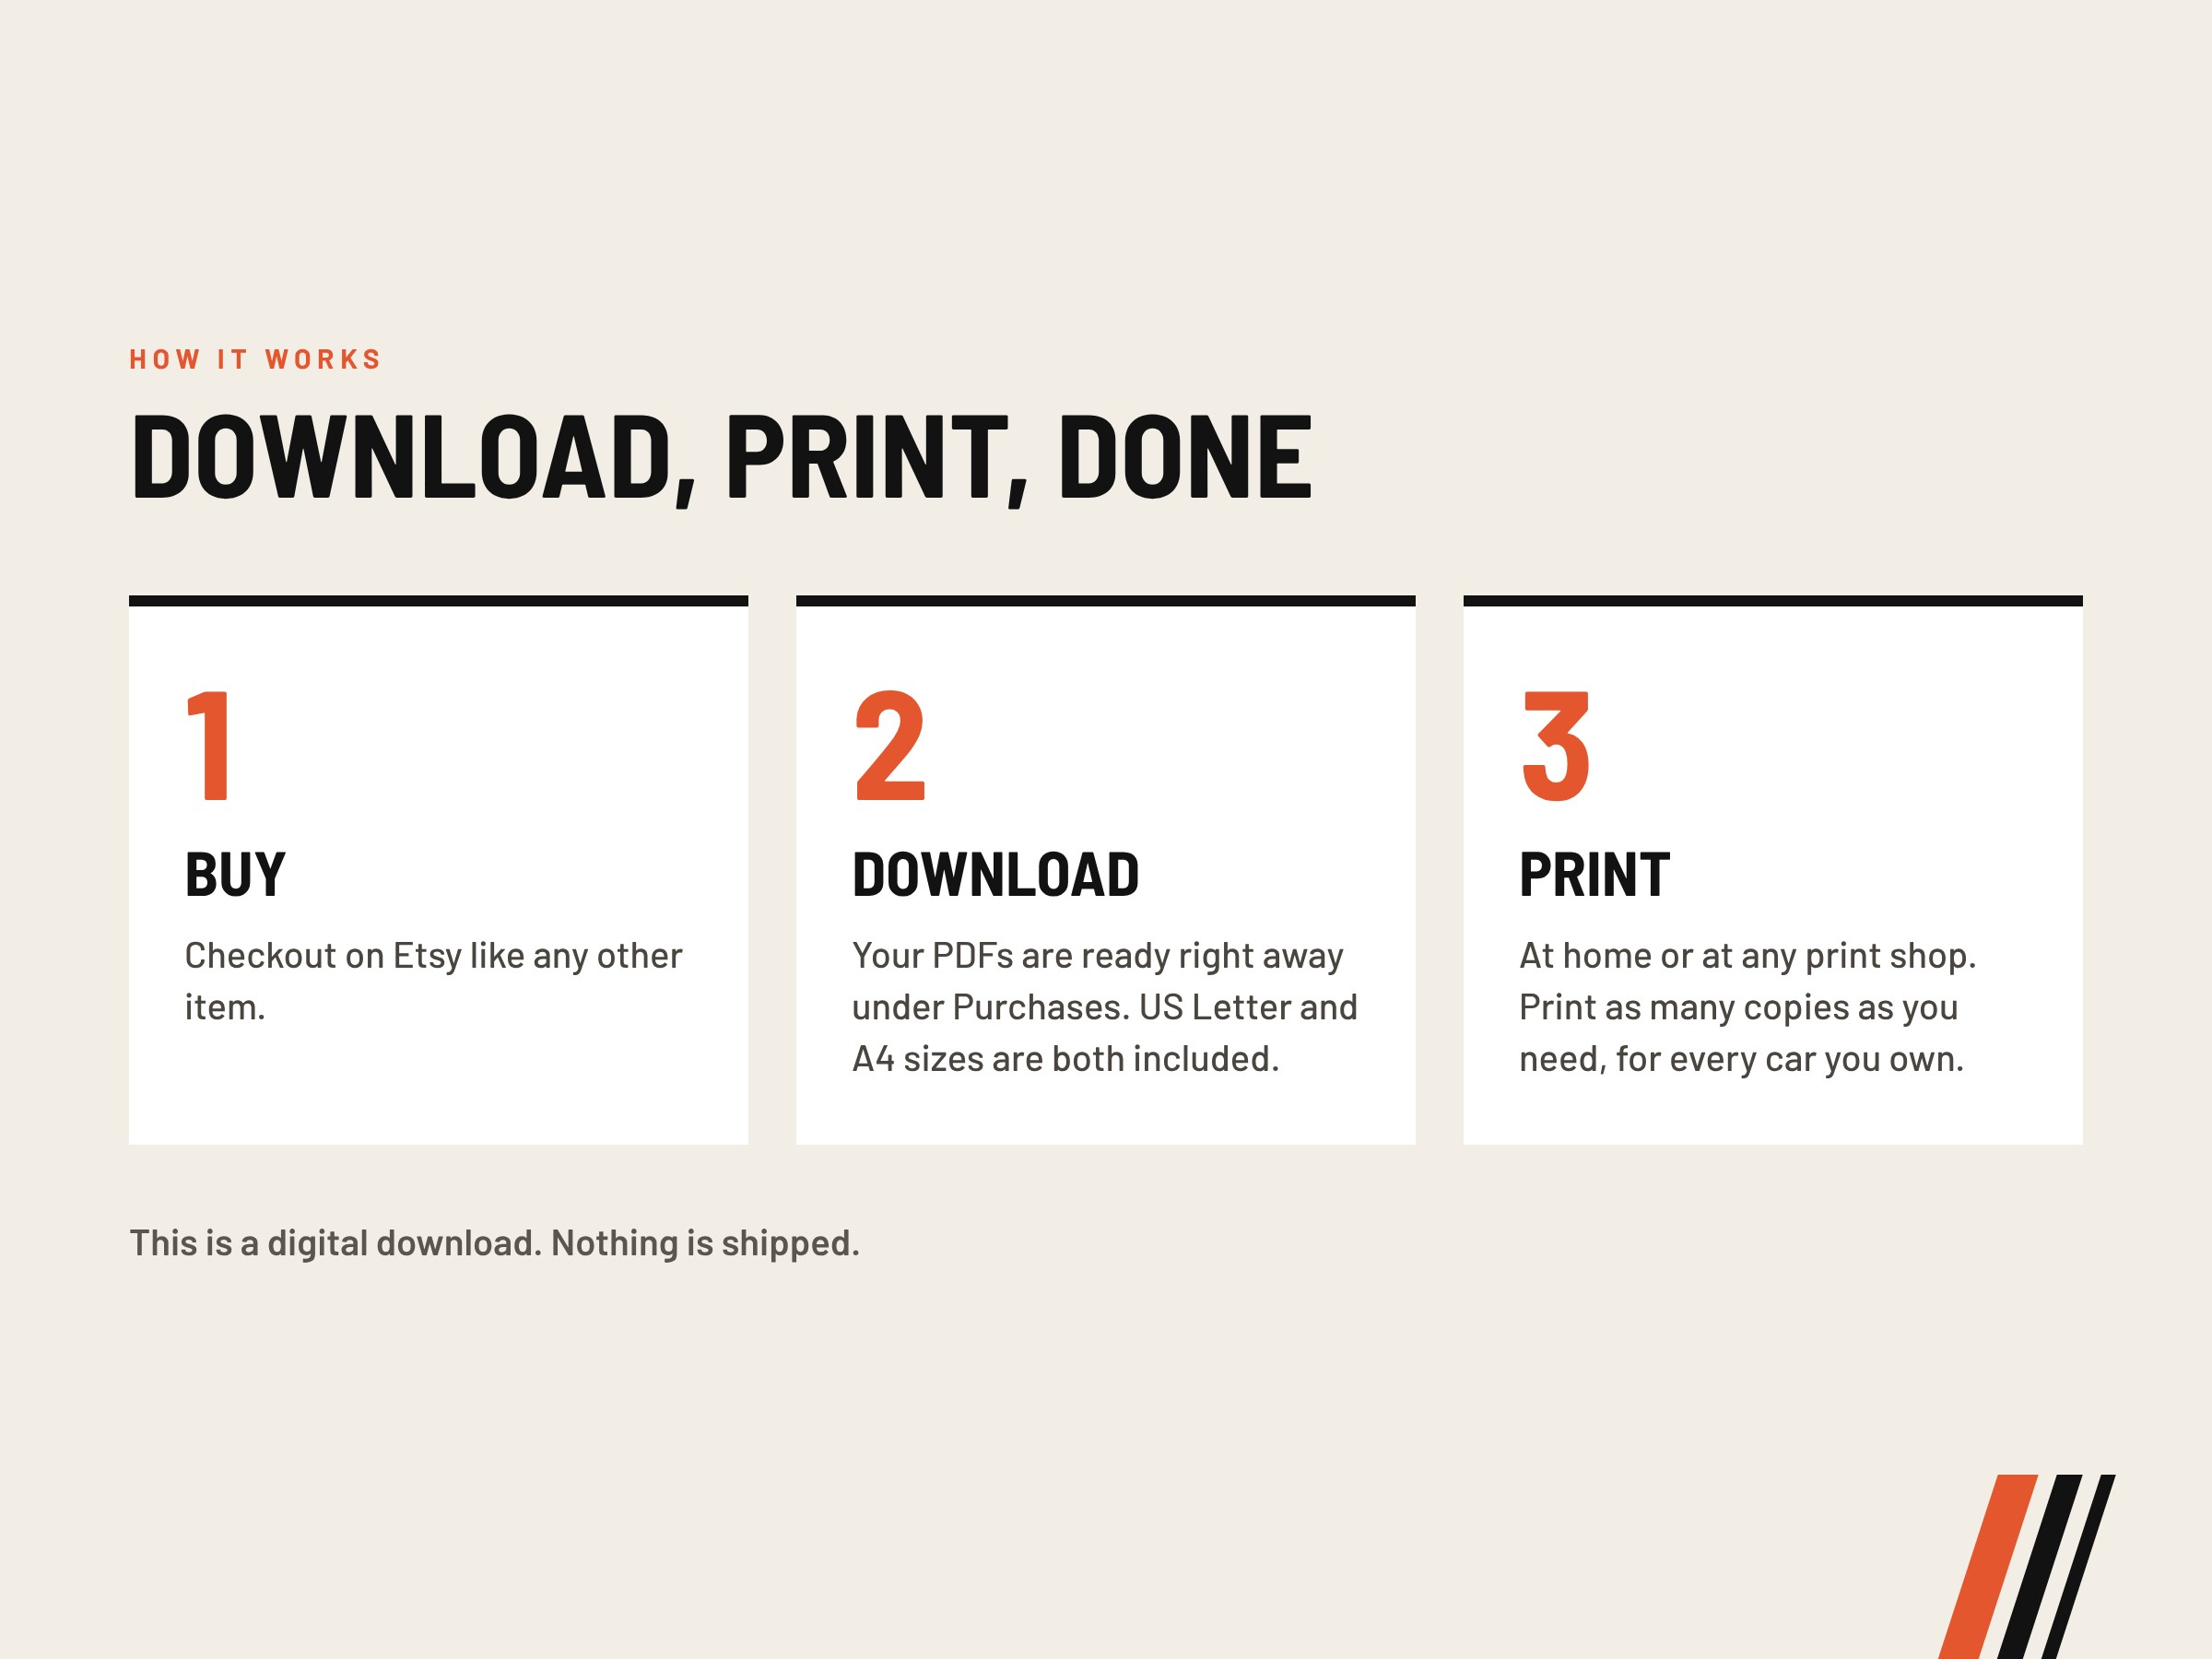 HOW IT WORKS
DOWNLOAD, PRINT, DONE
1
BUY
Checkout on Etsy like any other
item.
2
DOWNLOAD
Your PDFs are ready right away
under Purchases. US Letter and
A4 sizes are both included.
3
PRINT
At home or at any print shop.
Print as many copies as you
need, for every car you own.
This is a digital download. Nothing is shipped.